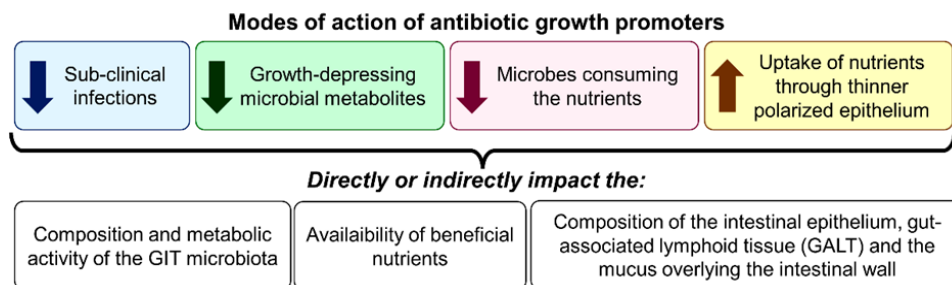 Modes of action of antibiotic growth promoters
Sub-clinical
infections
Growth-depressing
microbial metabolites
Microbes consuming
the nutrients
Uptake of nutrients
through thinner
polarized epithelium
Directly or indirectly impact the:
Composition and metabolic
activity of the GIT microbiota
Availaibility of beneficial
nutrients
Composition of the intestinal epithelium, gut-
associated lymphoid tissue (GALT) and the
mucus overlying the intestinal wall